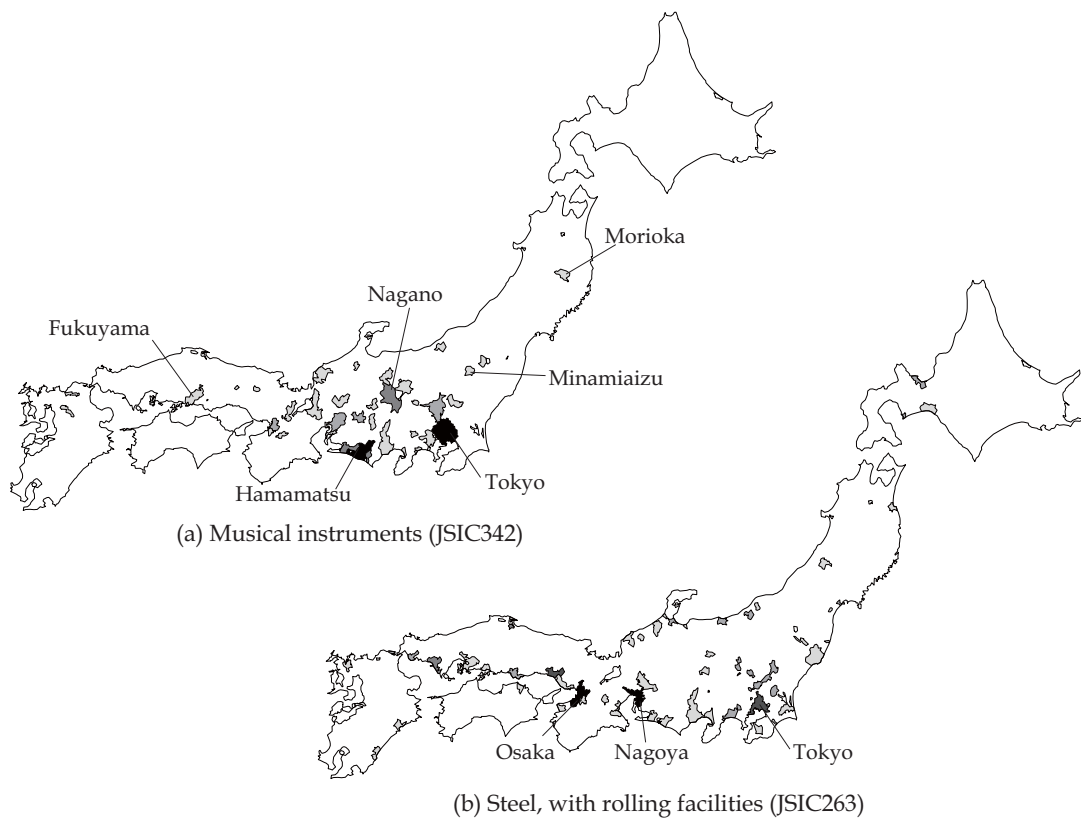 Morioka
Nagano
Fukuyama
Minamiaizu
Hamamatsu
Tokyo
(a) Musical instruments (JSIC342)
Osaka
Nagoya
Tokyo
(b) Steel, with rolling facilities (JSIC263)